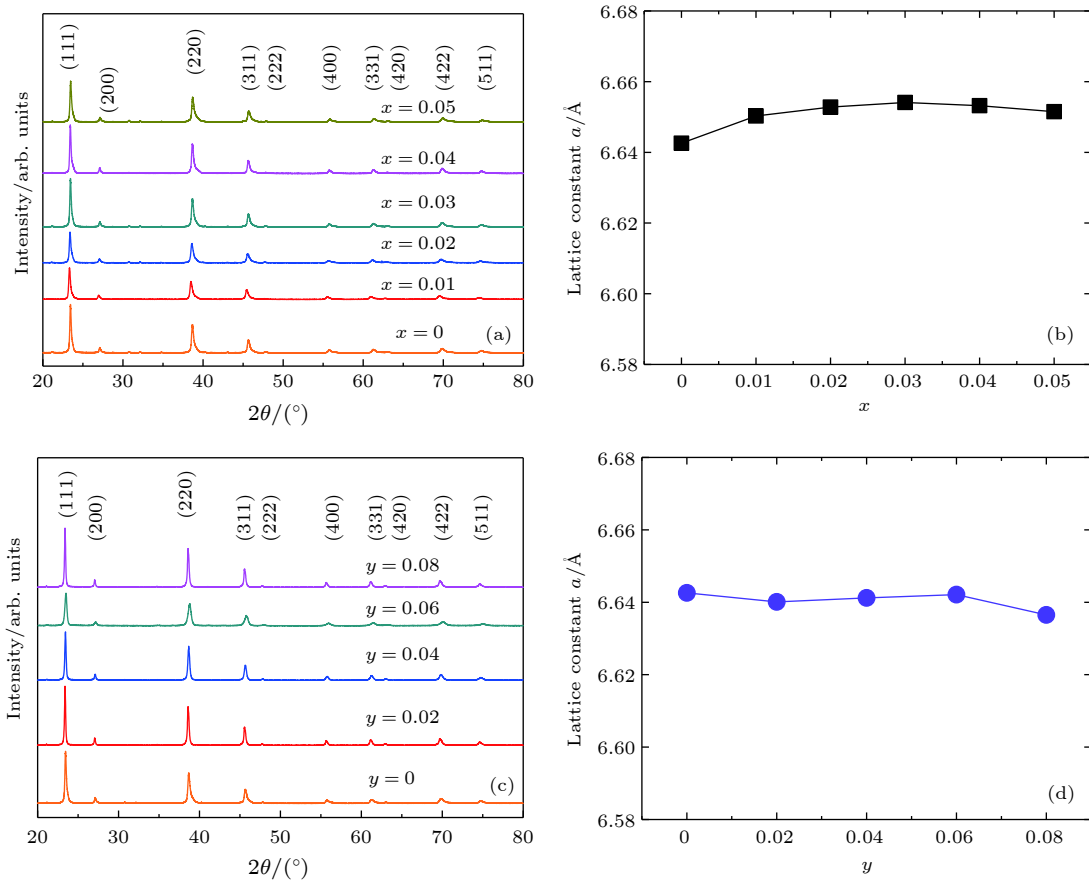 (111)
(200)
(220)
(311)
(222)
(400)
(331)
(420)
(422)
(511)
x = 0.05
x = 0.04
x = 0.03
x = 0.02
x = 0.01
x = 0
(a)
Intensity/arb. units
20 30 40 50 60 70 80
2θ/(°)
6.68
6.66
6.64
6.62
6.60
6.58
Lattice constant a/Å
(b)
0 0.01 0.02 0.03 0.04 0.05
x
(111)
(200)
(220)
(311)
(222)
(400)
(331)
(420)
(422)
(511)
y = 0.08
y = 0.06
y = 0.04
y = 0.02
y = 0
(c)
Intensity/arb. units
20 30 40 50 60 70 80
2θ/(°)
6.68
6.66
6.64
6.62
6.60
6.58
Lattice constant a/Å
(d)
0 0.02 0.04 0.06 0.08
y